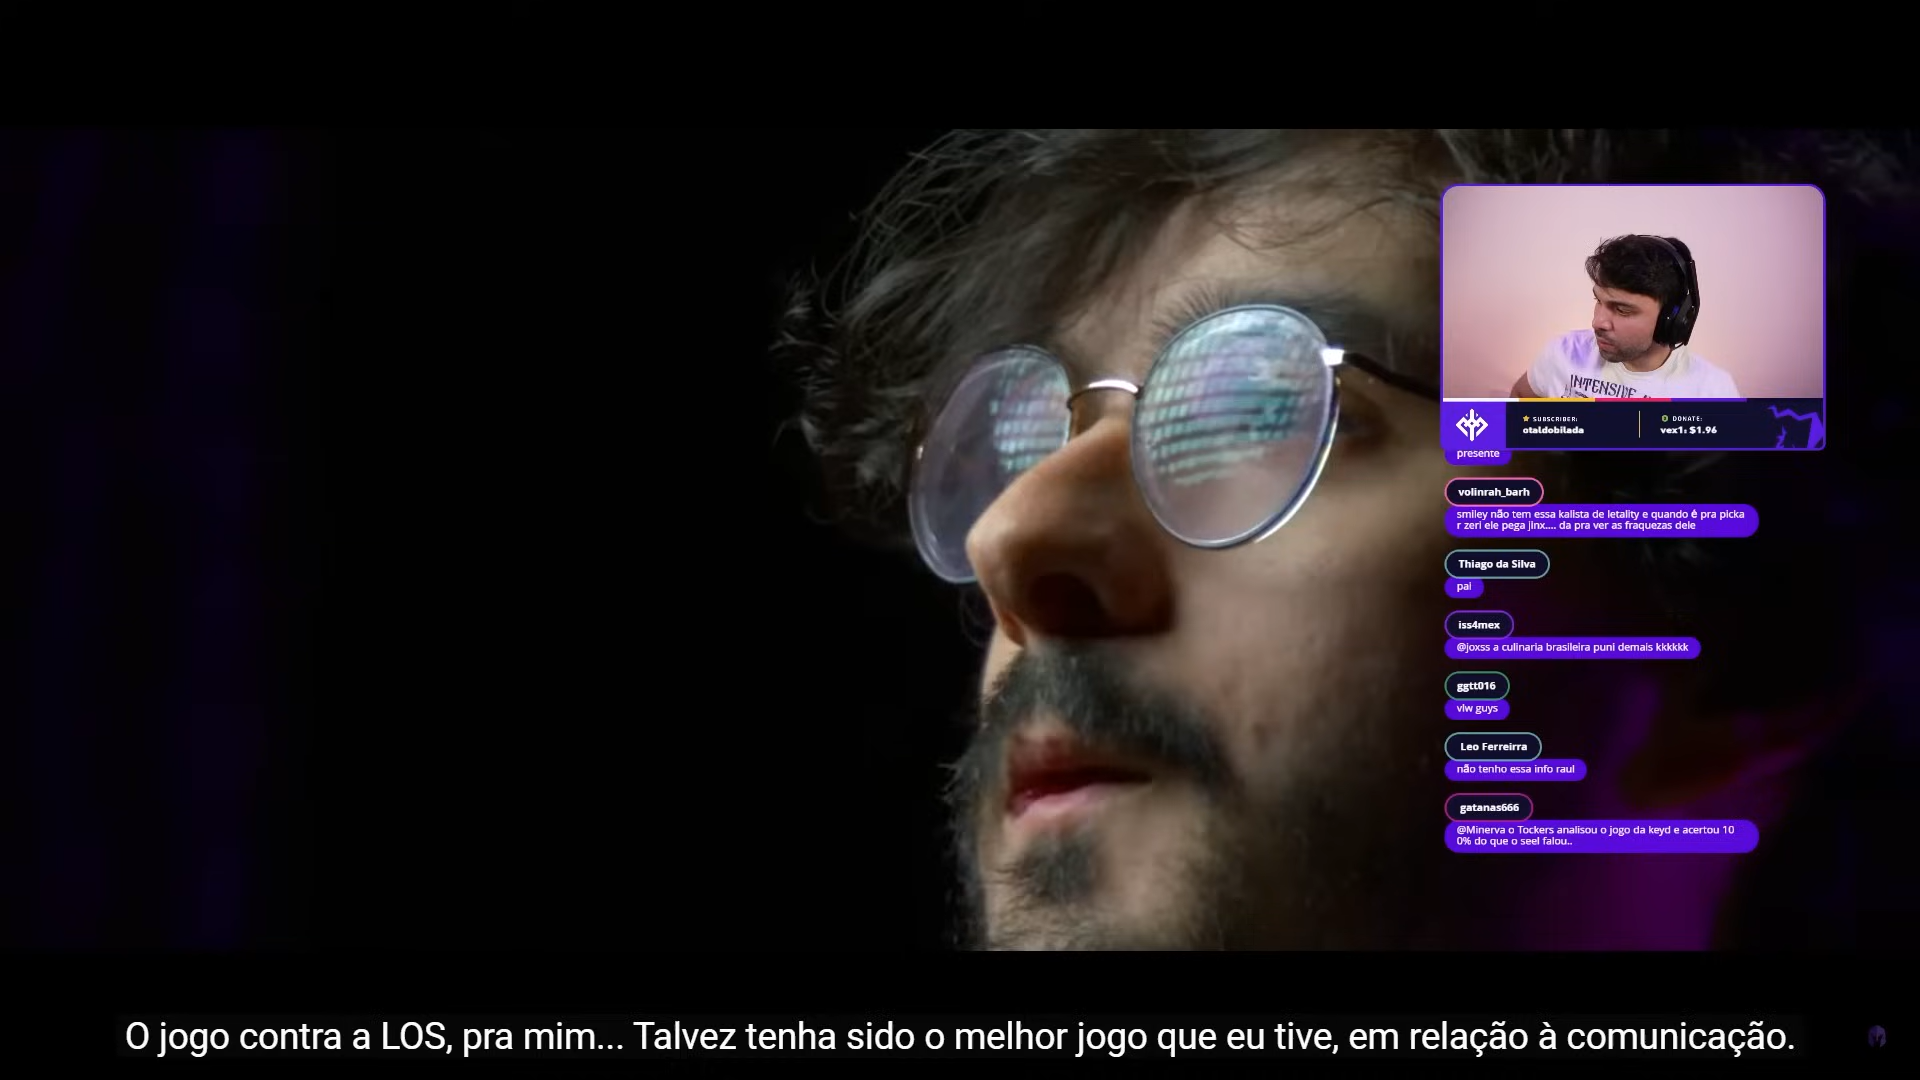 INTENSIVE
SUBSCRIBER:
otaldobilada
DONATE:
vex1: $1.96
presente
volinrah_barh
smiley não tem essa kalista de letality e quando é pra picka
r zeri ele pega jinx.... da pra ver as fraquezas dele
Thiago da Silva
pai
iss4mex
@joxss a culinaria brasileira puni demais kkkkkk
ggtt016
vlw guys
Leo Ferreirra
não tenho essa info raul
gatanas666
@Minerva o Tockers analisou o jogo da keyd e acertou 10
0% do que o seel falou..
O jogo contra a LOS, pra mim... Talvez tenha sido o melhor jogo que eu tive, em relação à comunicação.